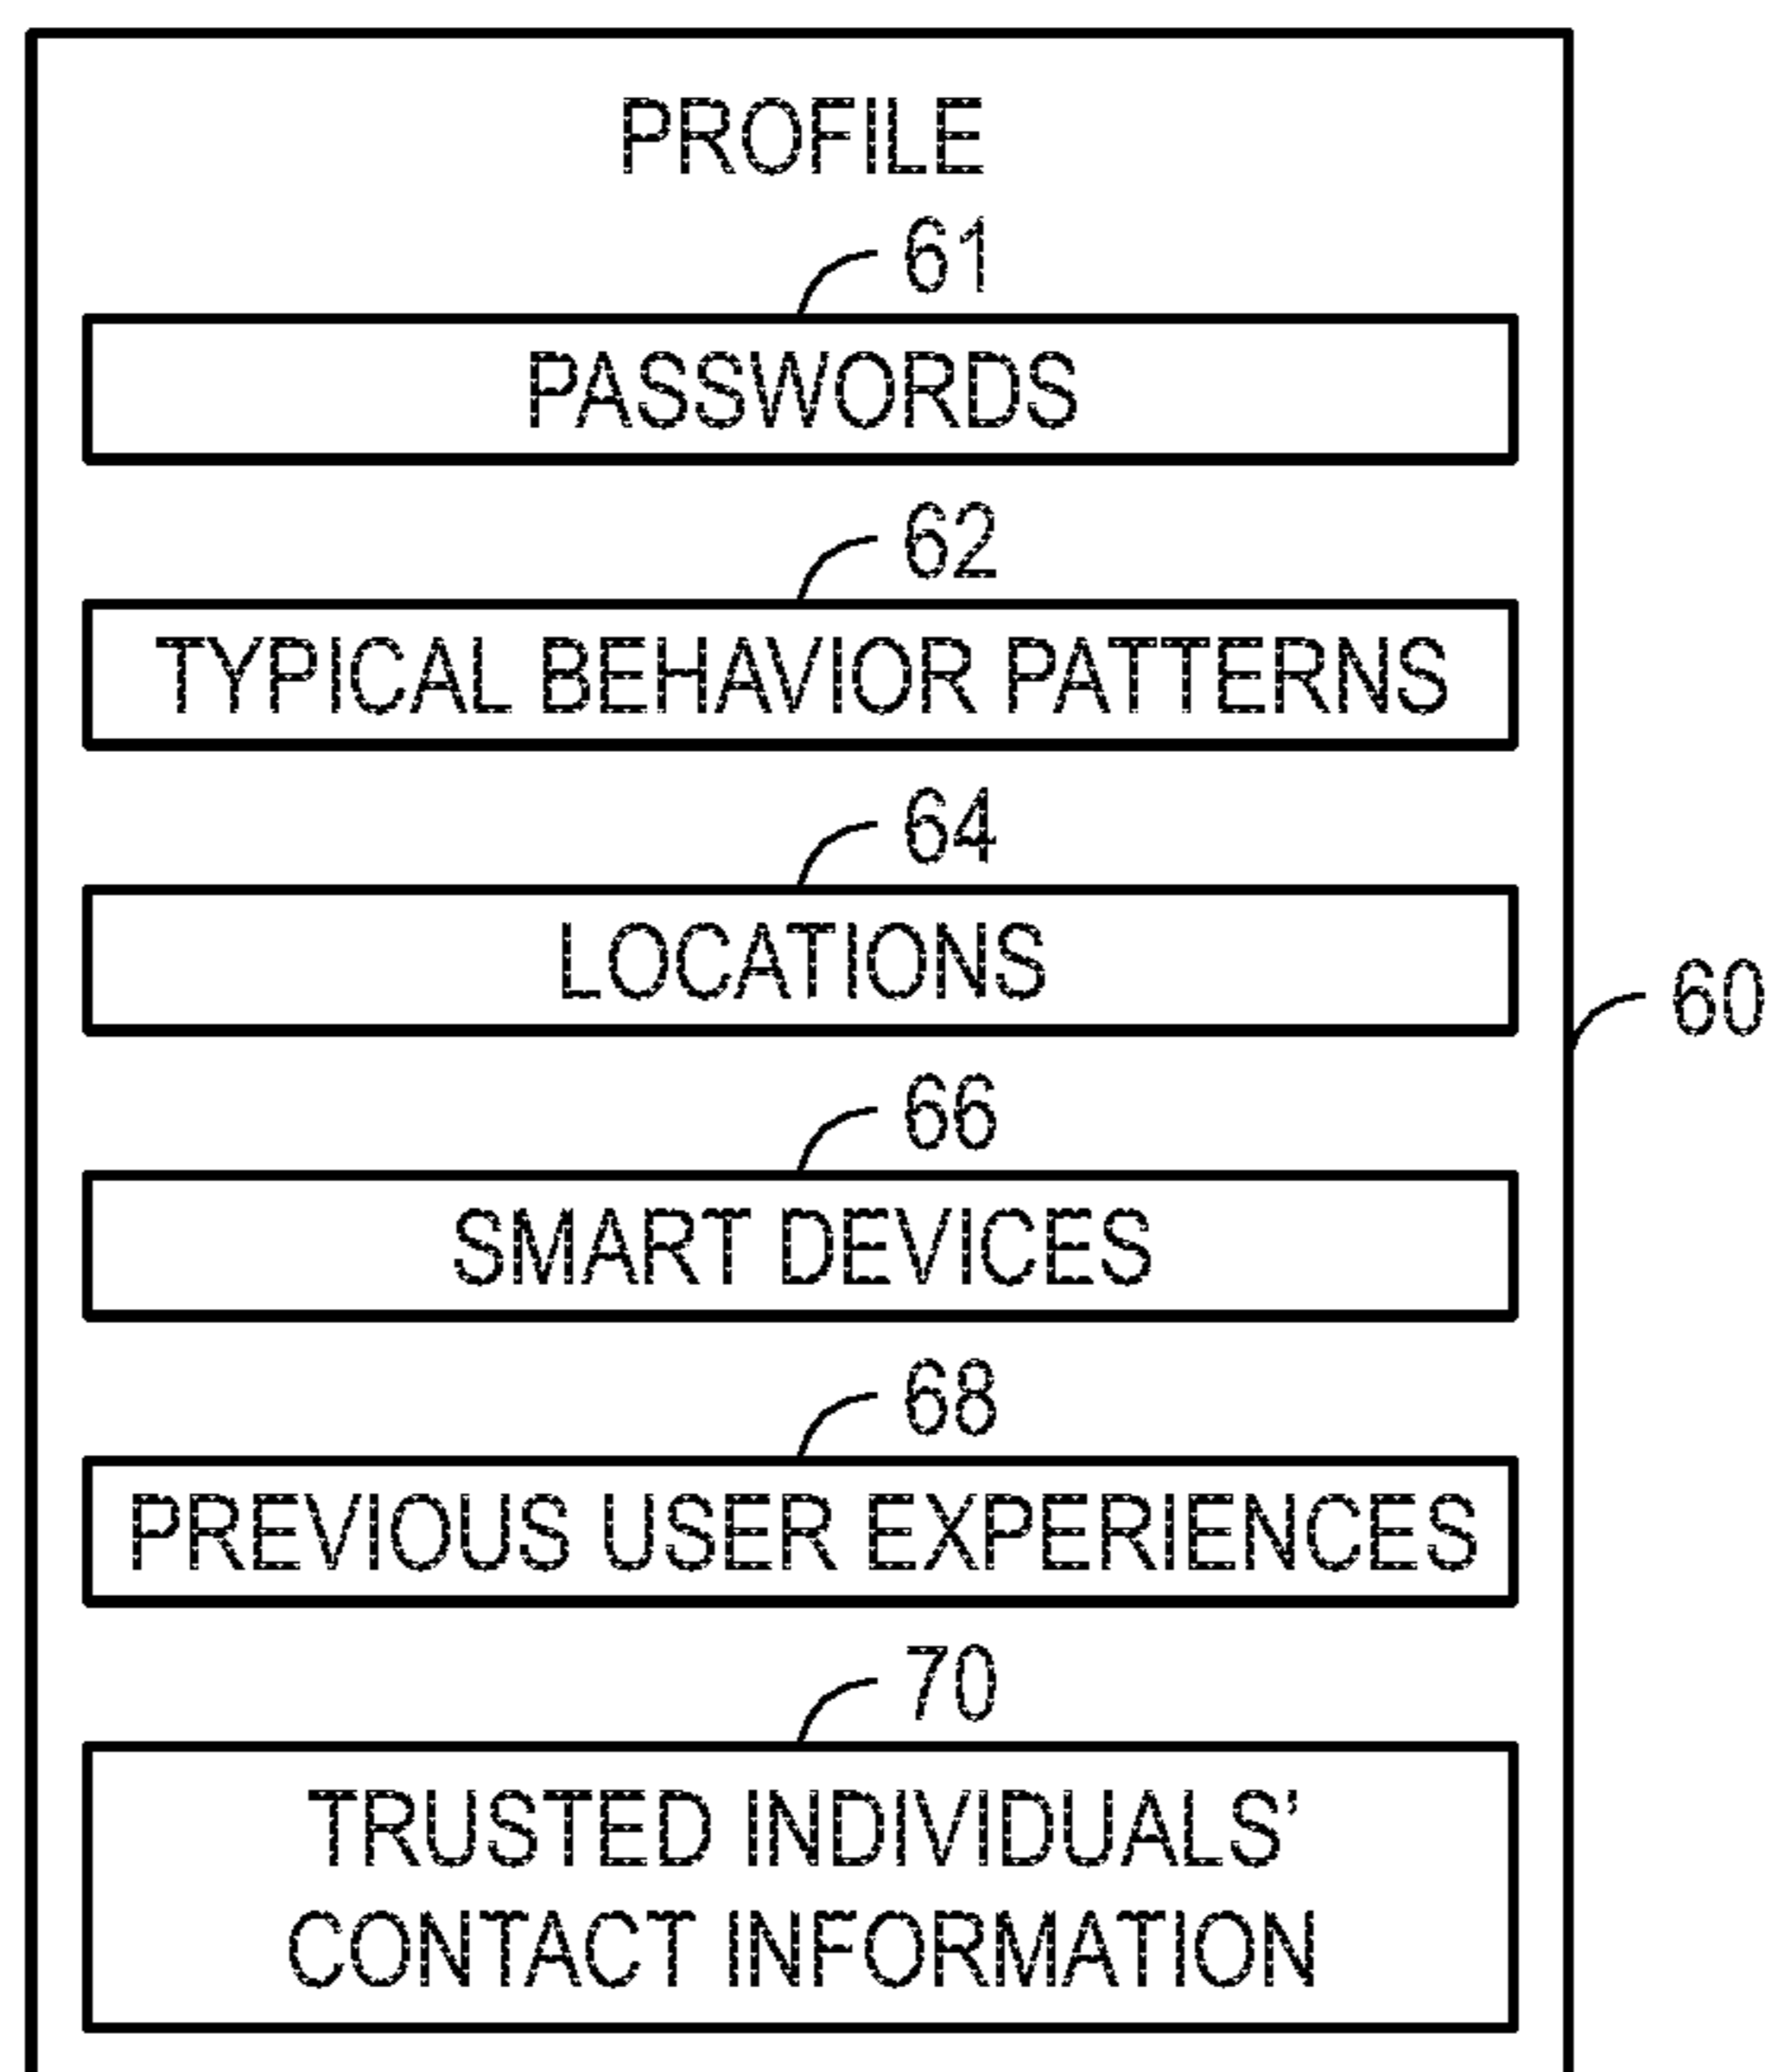 PROFILE
61
PASSWORDS
62
TYPICAL BEHAVIOR PATTERNS
64
LOCATIONS
60
66
SMART DEVICES
68
PREVIOUS USER EXPERIENCES
70
TRUSTED INDIVIDUALS’
CONTACT INFORMATION